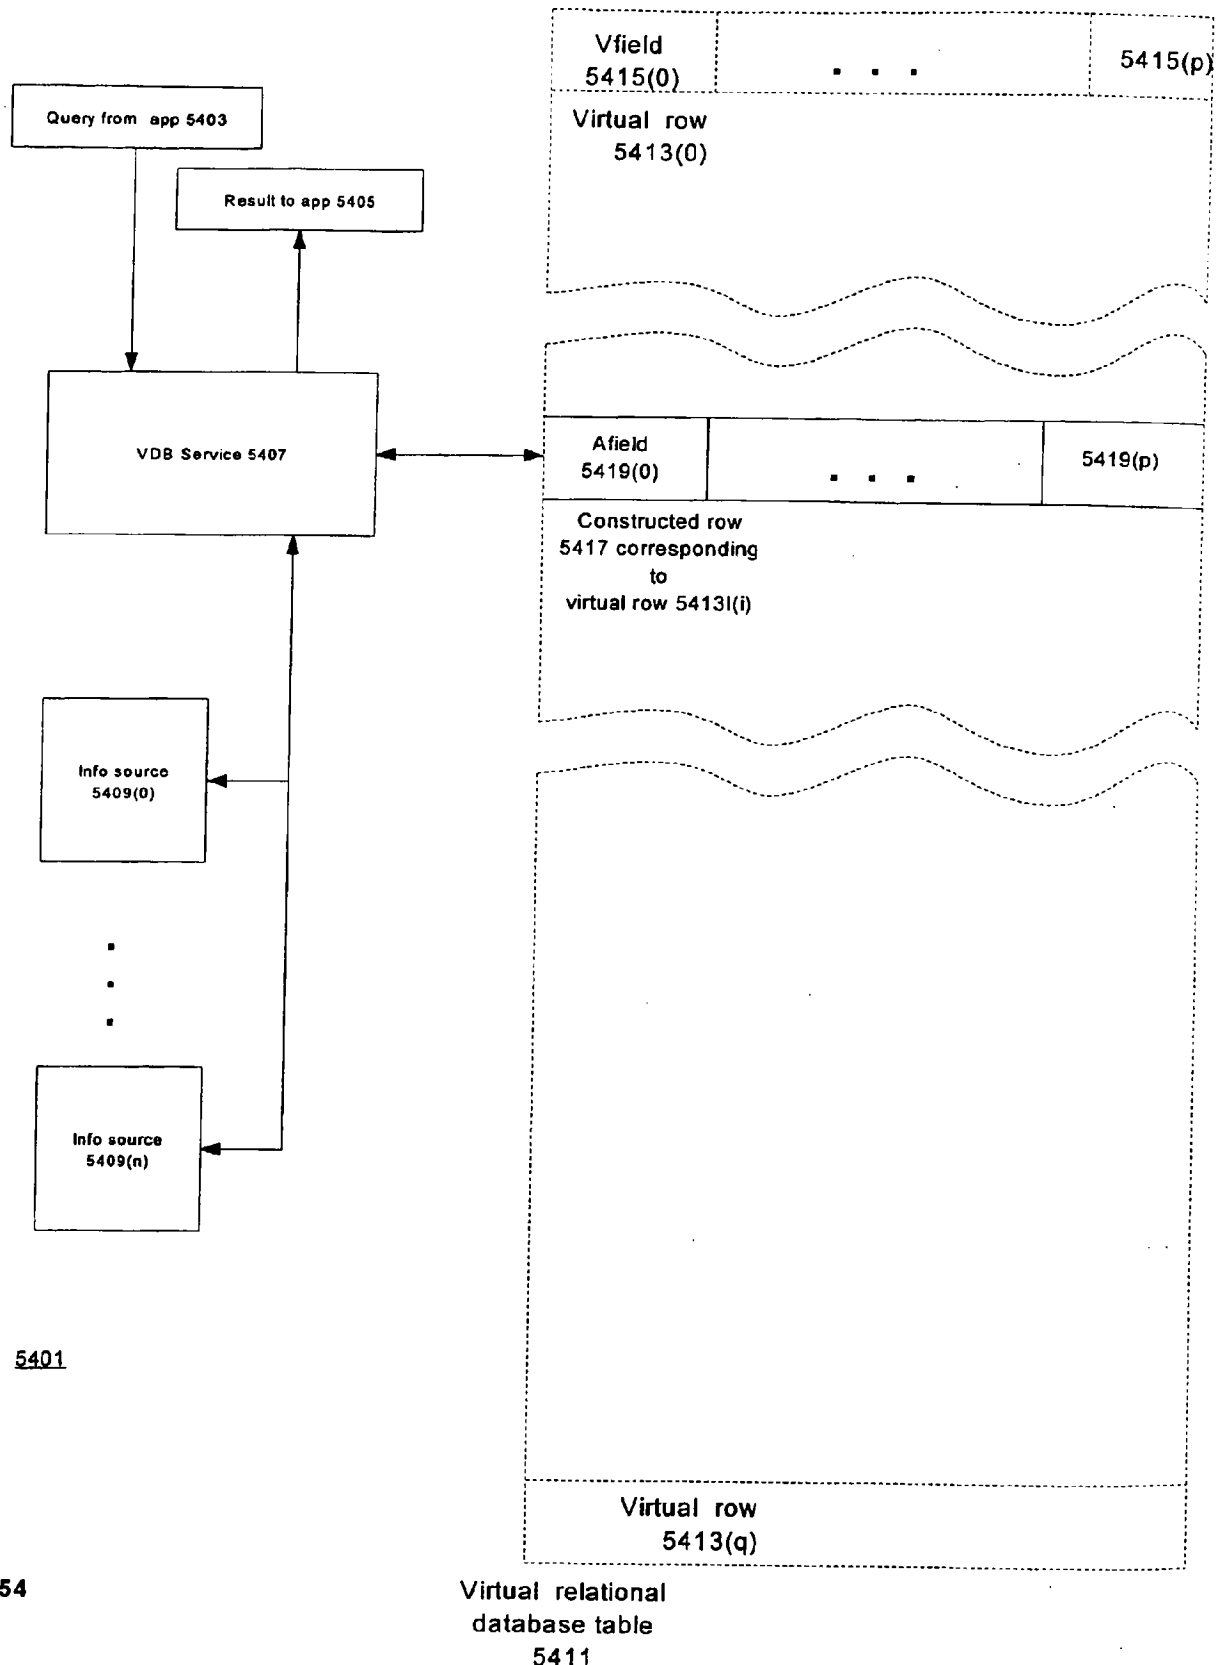 Vfield
5415(0)
. . .
5415(p)
Query from app 5403
Virtual row
5413(0)
Result to app 5405
VDB Service 5407
Afield
5419(0)
. . .
5419(p)
Constructed row
5417 corresponding
to
virtual row 5413I(i)
Info source
5409(0)
Info source
5409(n)
5401
Virtual row
5413(q)
54
Virtual relational
database table
5411